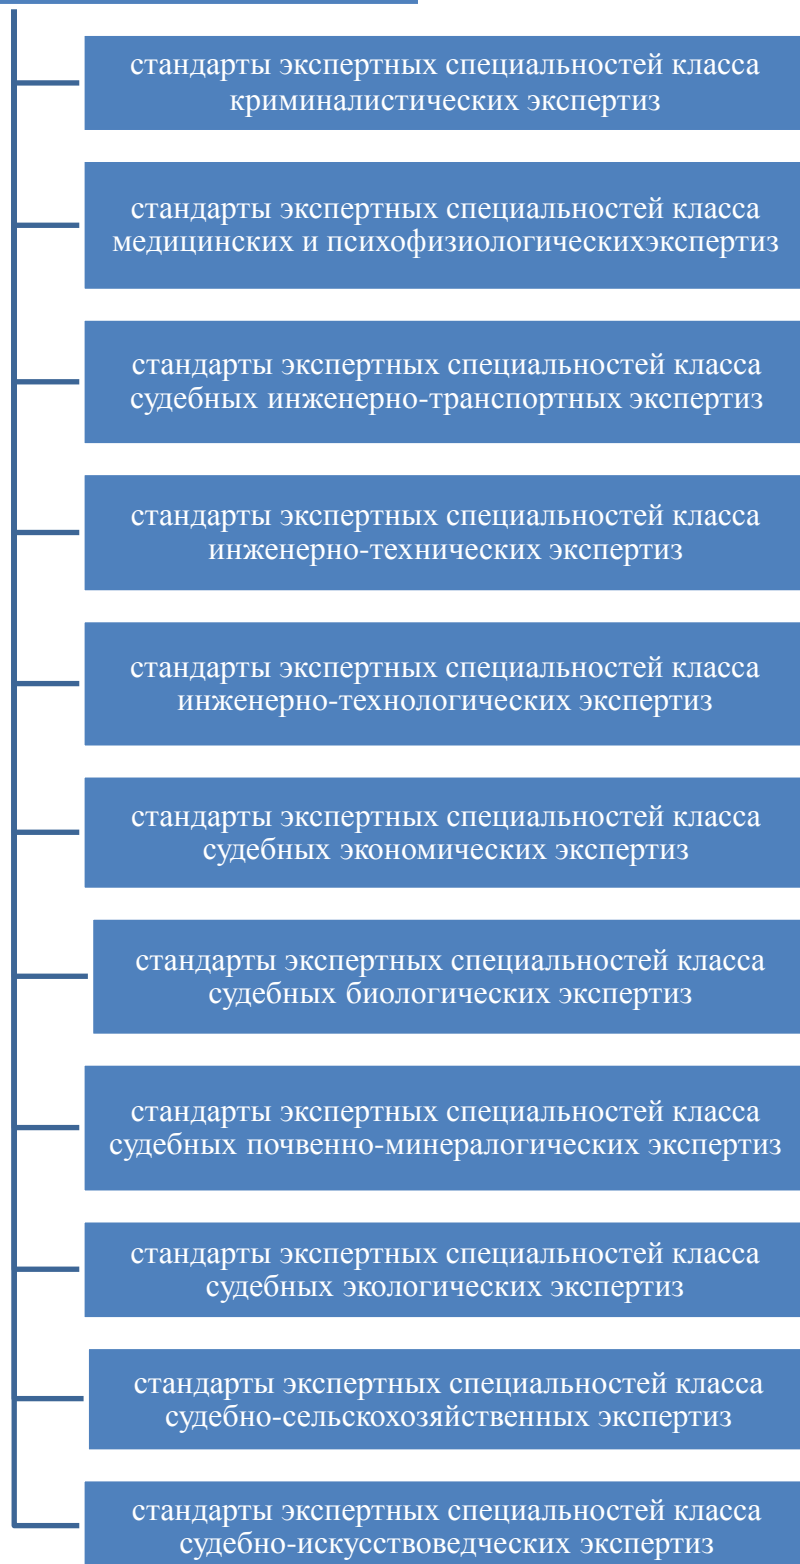 стандарты экспертных специальностей класса
криминалистических экспертиз
стандарты экспертных специальностей класса
медицинских и психофизиологическихэкспертиз
стандарты экспертных специальностей класса
судебных инженерно-транспортных экспертиз
стандарты экспертных специальностей класса
инженерно-технических экспертиз
стандарты экспертных специальностей класса
инженерно-технологических экспертиз
стандарты экспертных специальностей класса
судебных экономических экспертиз
стандарты экспертных специальностей класса
судебных биологических экспертиз
стандарты экспертных специальностей класса
судебных почвенно-минералогических экспертиз
стандарты экспертных специальностей класса
судебных экологических экспертиз
стандарты экспертных специальностей класса
судебно-сельскохозяйственных экспертиз
стандарты экспертных специальностей класса
судебно-искусствоведческих экспертиз